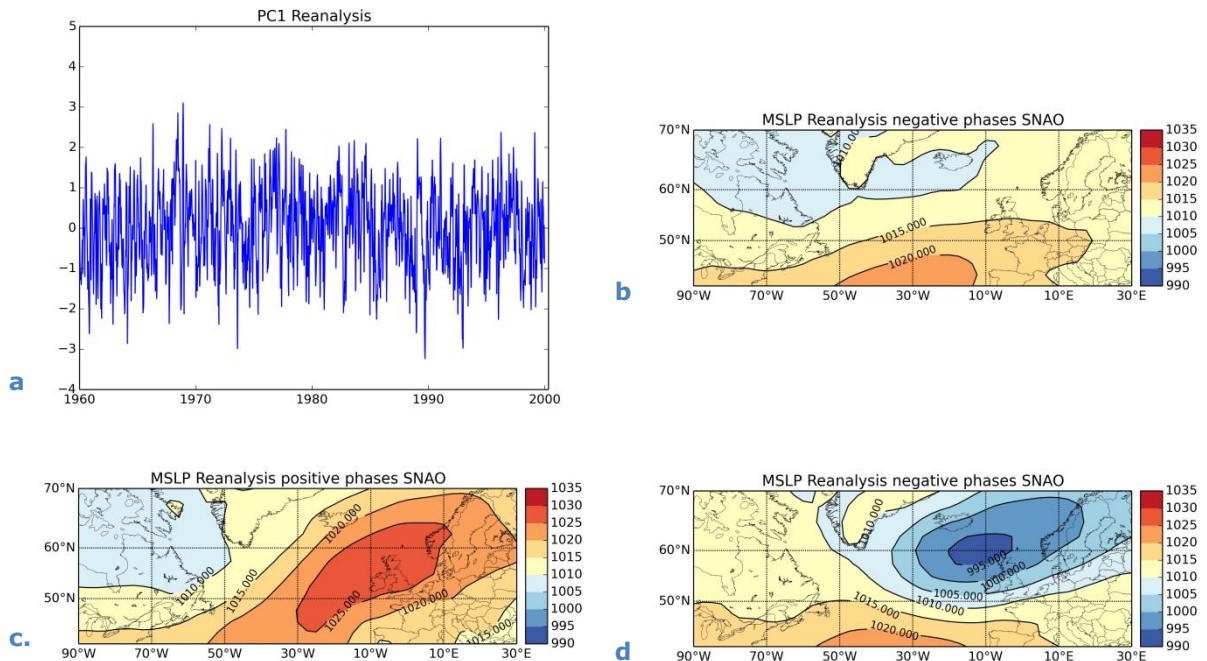 PC1 Reanalysis
5
4
3
2
1
0
−1
−2
−3
−4
1960 1970 1980 1990 2000
a
MSLP Reanalysis negative phases SNAO
70°N
60°N
50°N
90°W 70°W 50°W 30°W 10°W 10°E 30°E
1010.000
1015.000
1020.000
1035
1030
1025
1020
1015
1010
1005
1000
995
990
b
MSLP Reanalysis positive phases SNAO
70°N
60°N
50°N
90°W 70°W 50°W 30°W 10°W 10°E 30°E
1020.000
1010.000
1015.000
1025.000
1020.000
1015.000
1035
1030
1025
1020
1015
1010
1005
1000
995
990
c.
MSLP Reanalysis negative phases SNAO
70°N
60°N
50°N
90°W 70°W 50°W 30°W 10°W 10°E 30°E
1010.000
995.000
1000.000
1005.000
1010.000
1015.000
1020.000
1035
1030
1025
1020
1015
1010
1005
1000
995
990
d